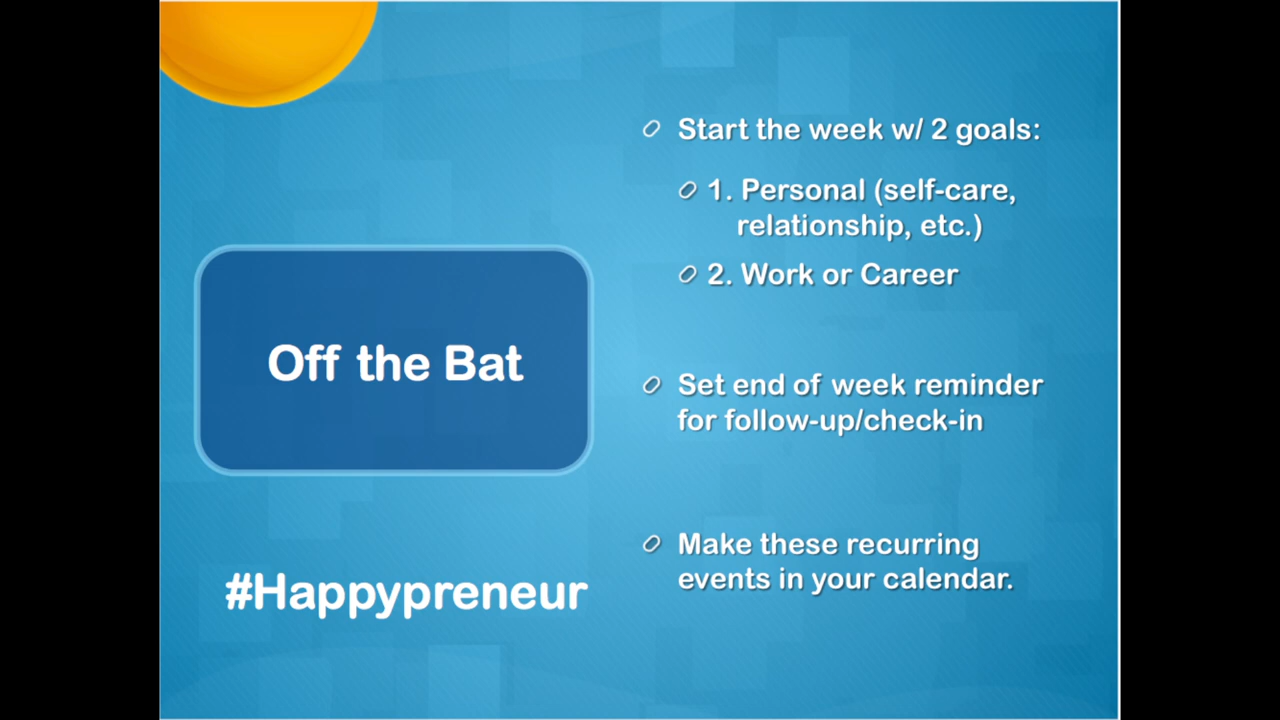 Off the Bat
#Happypreneur
Start the week w/ 2 goals:
1. Personal (self-care,
relationship, etc.)
2. Work or Career
Set end of week reminder
for follow-up/check-in
Make these recurring
events in your calendar.